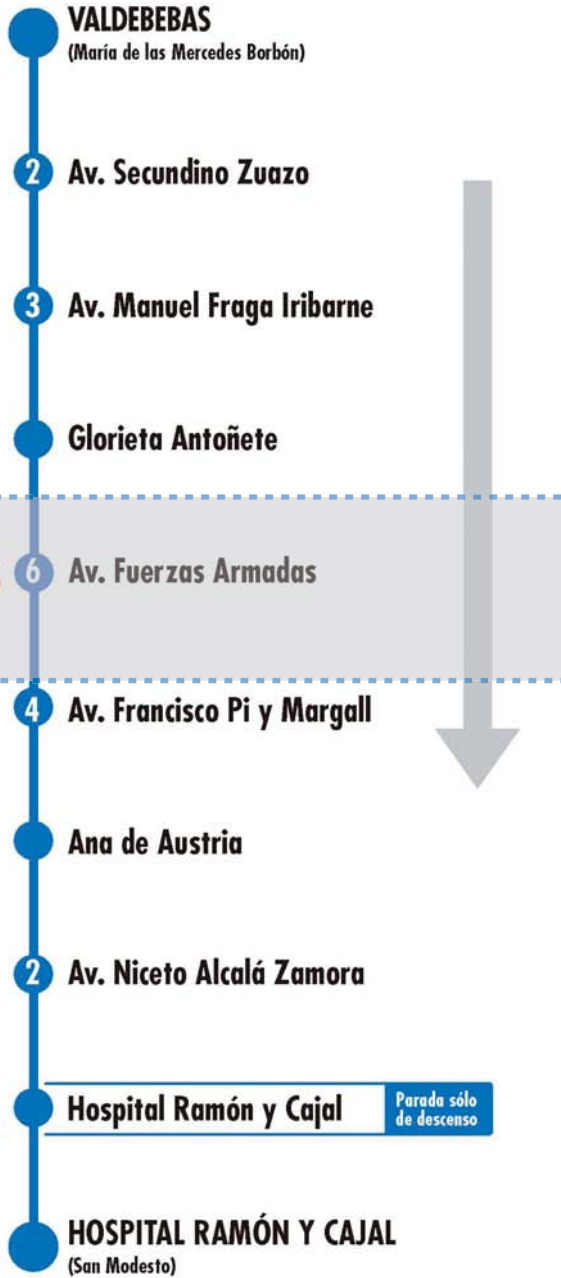 VALDEBEBAS
(María de las Mercedes Borbón)
2 Av. Secundino Zuazo
3 Av. Manuel Fraga Iribarne
Glorieta Antoñete
6 Av. Fuerzas Armadas
4 Av. Francisco Pi y Margall
Ana de Austria
2 Av. Niceto Alcalá Zamora
Hospital Ramón y Cajal Parada sólo
de descenso
HOSPITAL RAMÓN Y CAJAL
(San Modesto)